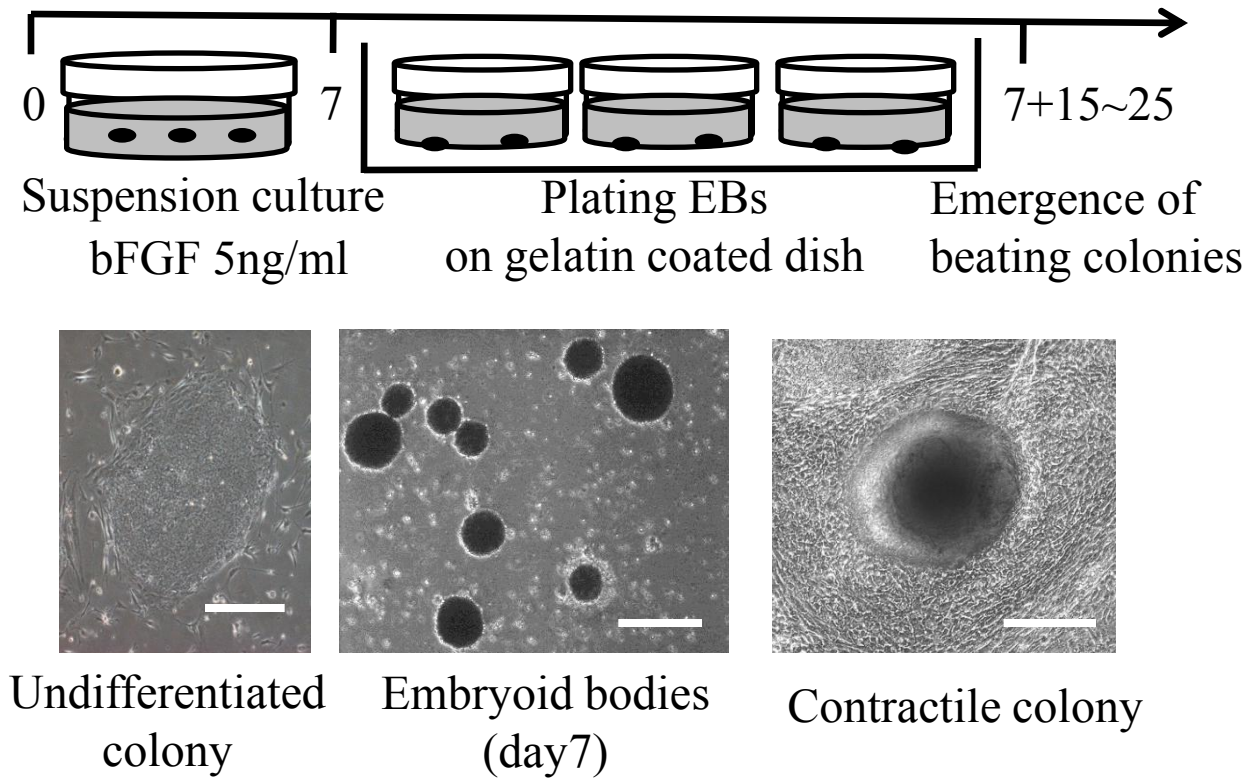 0
7
7+15~25
Suspension culture
bFGF 5ng/ml
Plating EBs
on gelatin coated dish
Emergence of
beating colonies
Undifferentiated
colony
Embryoid bodies
(day7)
Contractile colony